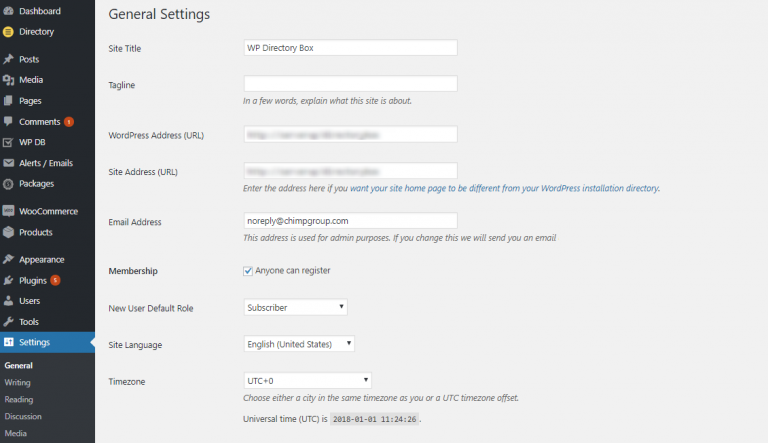 Dashboard
Directory
Posts
Media
Pages
Comments 1
WP DB
Alerts / Emails
Packages
WooCommerce
Products
Appearance
Plugins 5
Users
Tools
Settings
General
Writing
Reading
Discussion
Media
General Settings
Site Title WP Directory Box
Tagline
In a few words, explain what this site is about.
WordPress Address (URL)
Site Address (URL)
Enter the address here if you want your site home page to be different from your WordPress installation directory.
Email Address noreply@chimpgroup.com
This address is used for admin purposes. If you change this we will send you an email
Membership Anyone can register
New User Default Role Subscriber
Site Language English (United States)
Timezone UTC+0
Choose either a city in the same timezone as you or a UTC timezone offset.
Universal time (UTC) is 2018-01-01 11:24:26 .